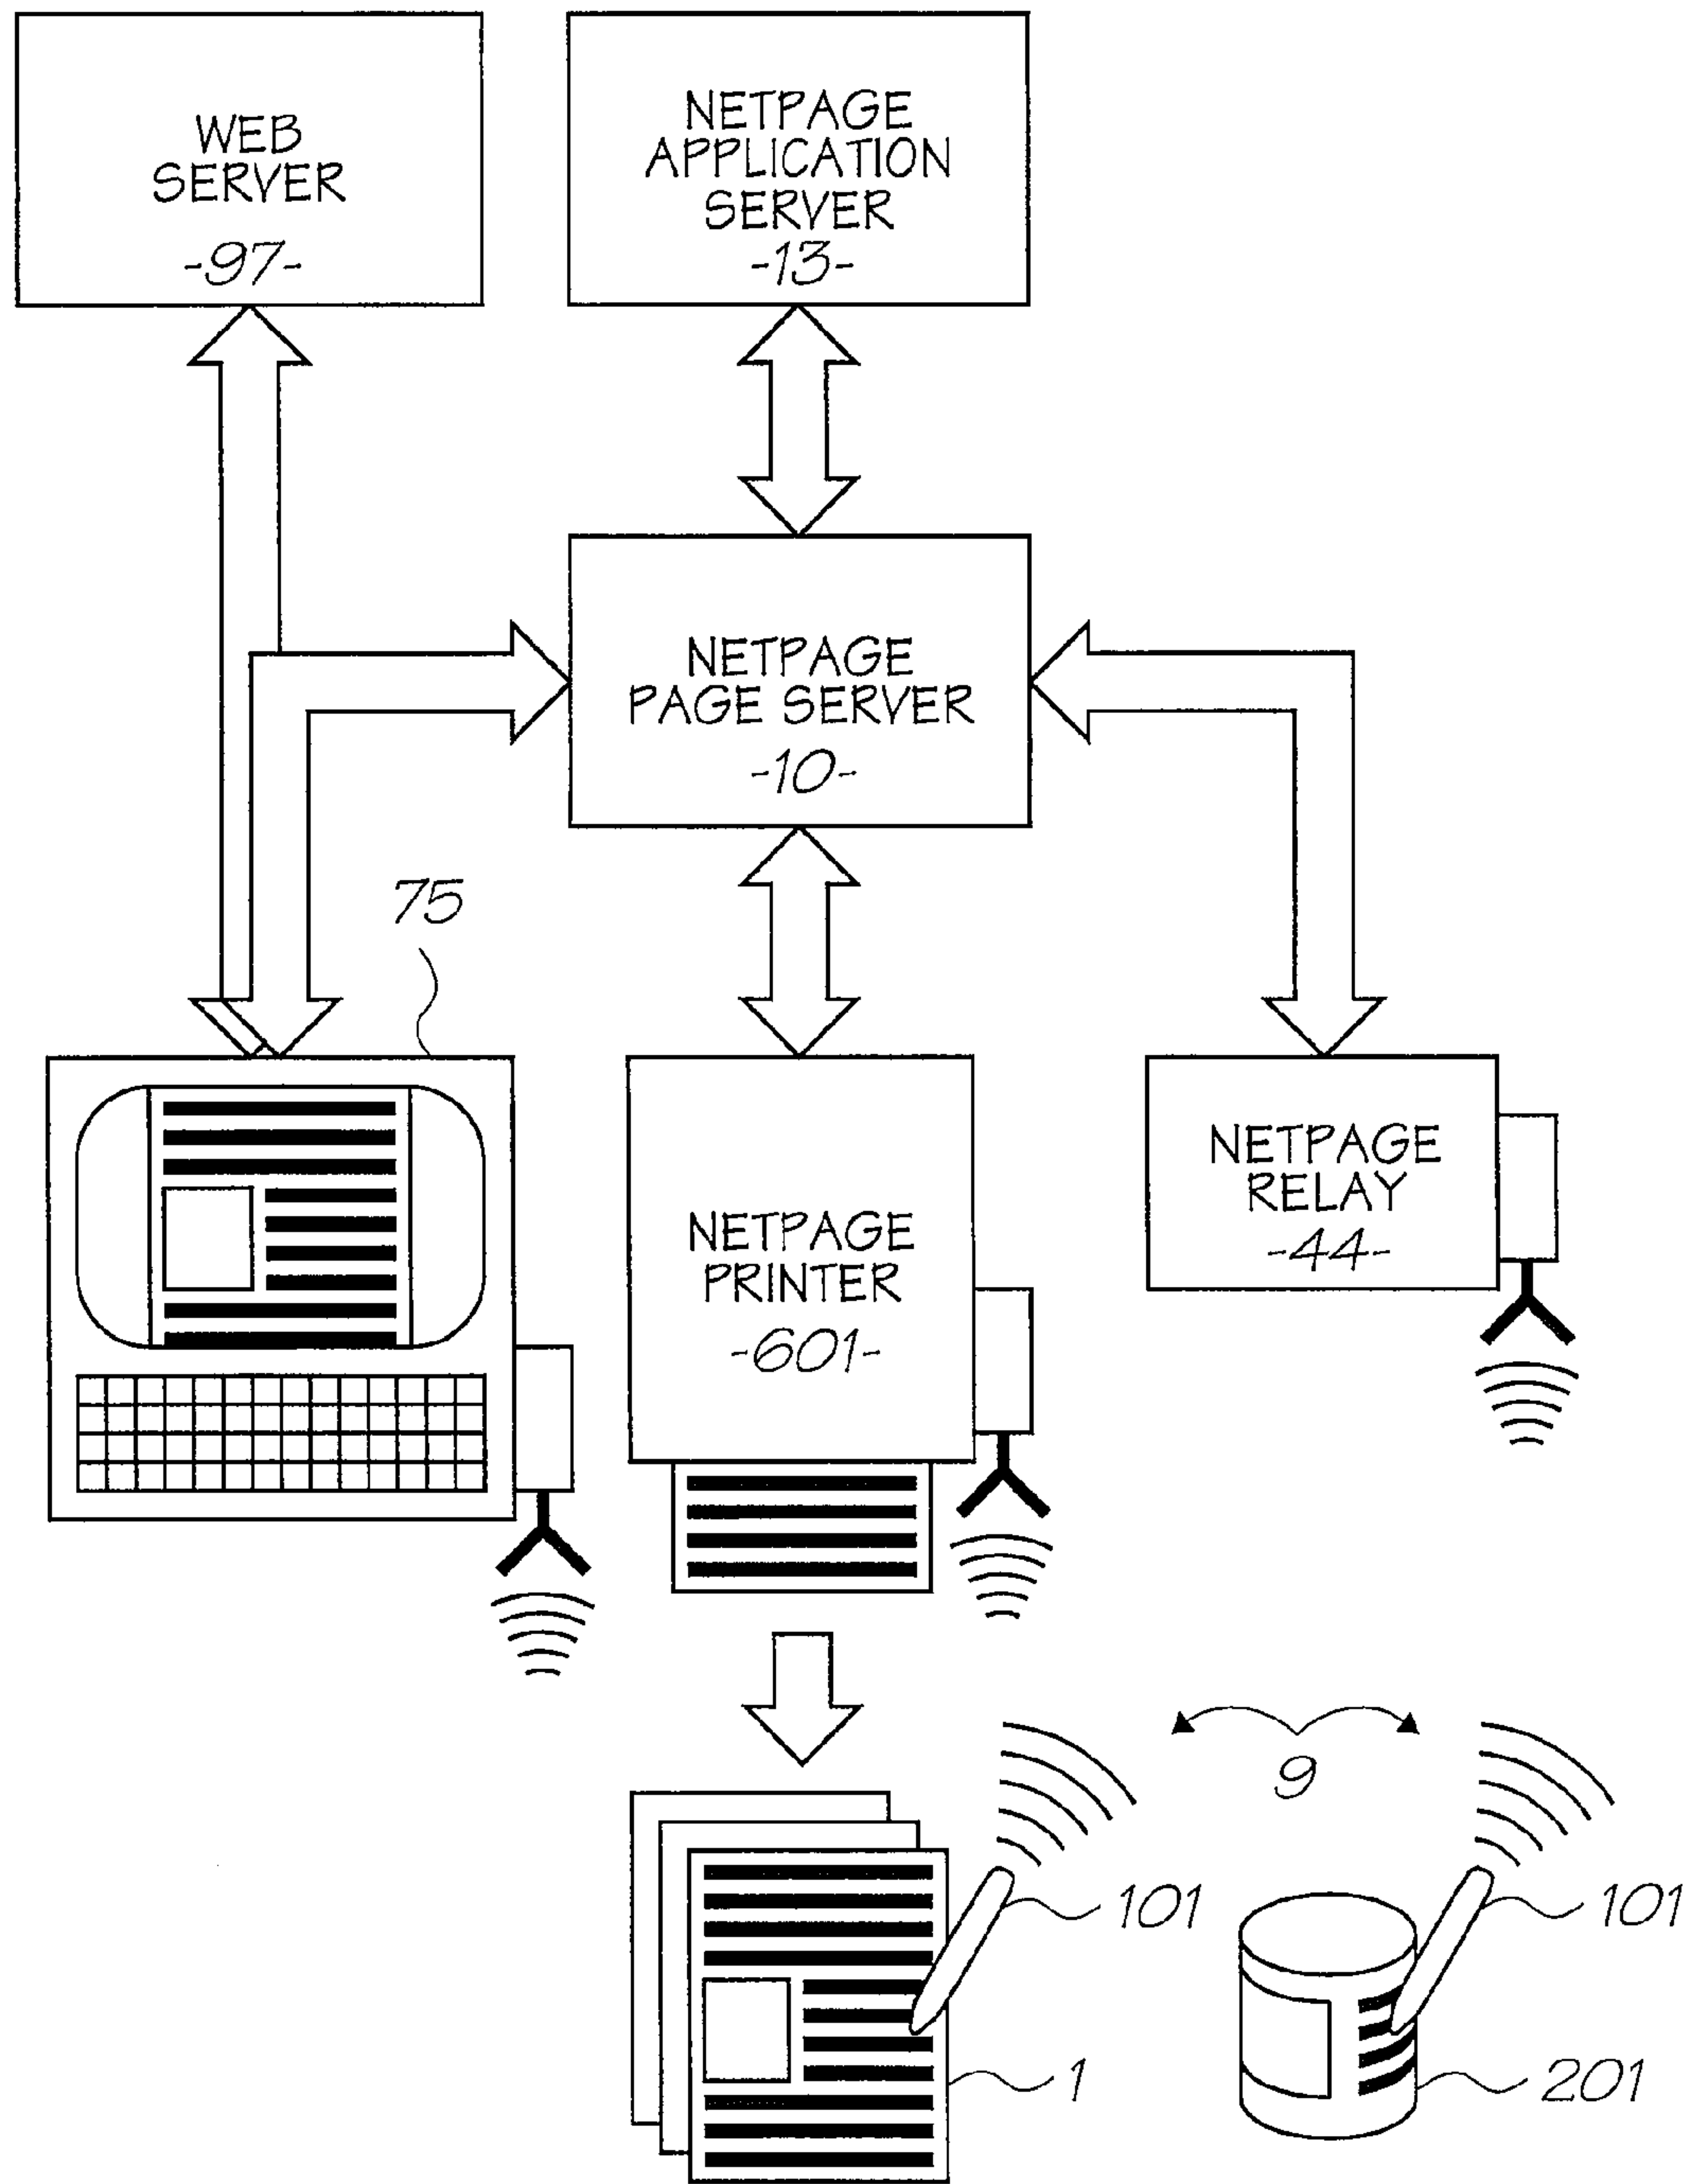 WEB
SERVER
-97-
NETPAGE
APPLICATION
SERVER
-13-
NETPAGE
PAGE SERVER
-10-
75
NETPAGE
PRINTER
-601-
NETPAGE
RELAY
-44-
9
101
101
1
201